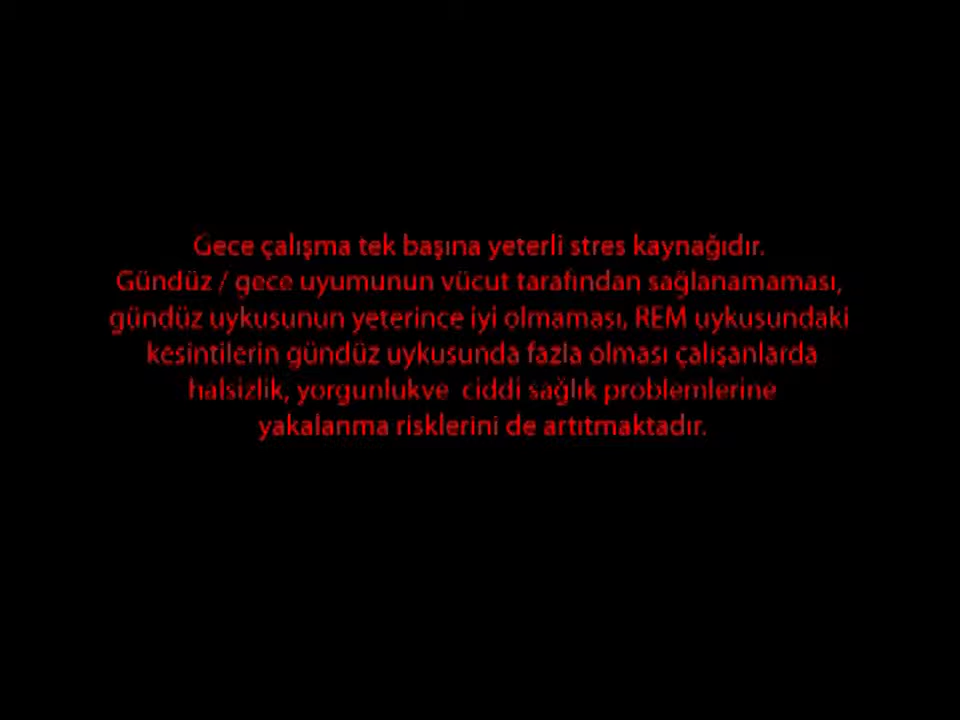 Gece çalışma tek başına yeterli stres kaynağıdır.
Gündüz / gece uyumunun vücut tarafından sağlanamaması,
gündüz uykusunun yeterince iyi olmaması, REM uykusundaki
kesintilerin gündüz uykusunda fazla olması çalışanlarda
halsizlik, yorgunlukve  ciddi sağlık problemlerine
yakalanma risklerini de artıtmaktadır.